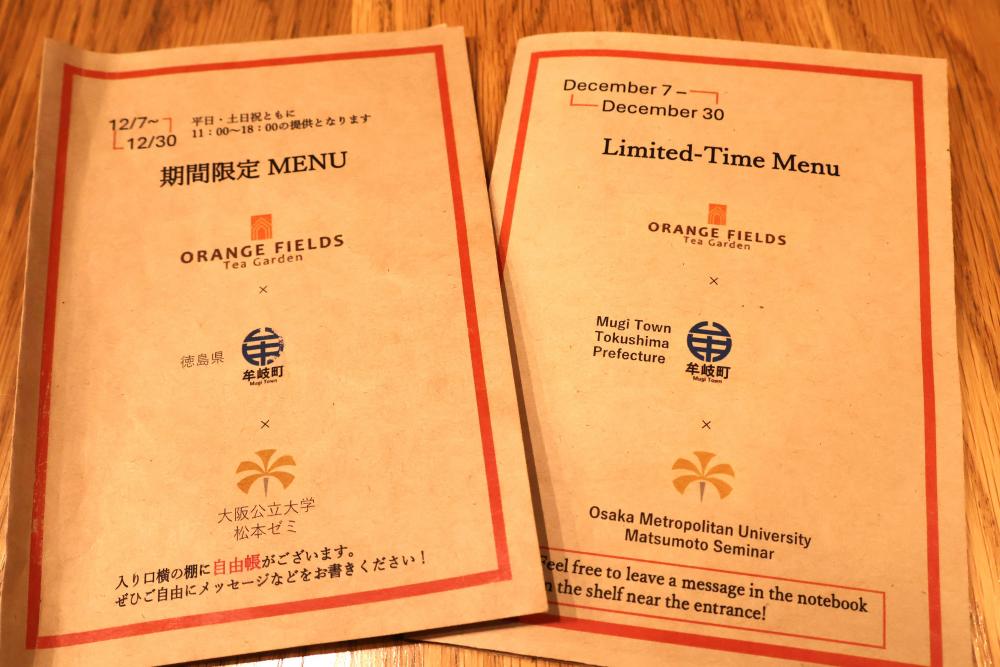 12/7~
12/30
平日・土日祝ともに
11：00〜18：00の提供となります
期間限定 MENU
ORANGE FIELDS
Tea Garden
×
徳島県
牟岐町
Mugi Town
×
大阪公立大学
松本ゼミ
入り口横の棚に自由帳がございます。
ぜひご自由にメッセージなどをお書きください！
December 7 –
December 30
Limited-Time Menu
ORANGE FIELDS
Tea Garden
×
Mugi Town
Tokushima
Prefecture
牟岐町
Mugi Town
×
Osaka Metropolitan University
Matsumoto Seminar
Feel free to leave a message in the notebook
the shelf near the entrance!